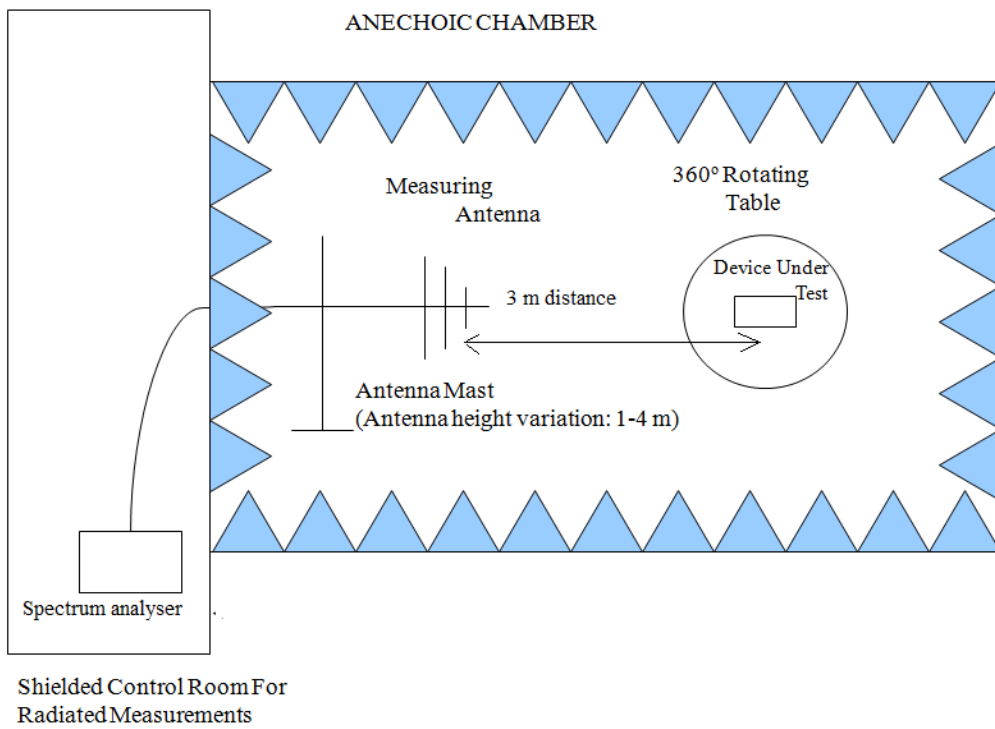 ANECHOIC CHAMBER
Measuring
Antenna
360º Rotating
Table
Device Under
Test
3 m distance
Antenna Mast
(Antenna height variation: 1-4 m)
Spectrum analyser
Shielded Control Room For
Radiated Measurements